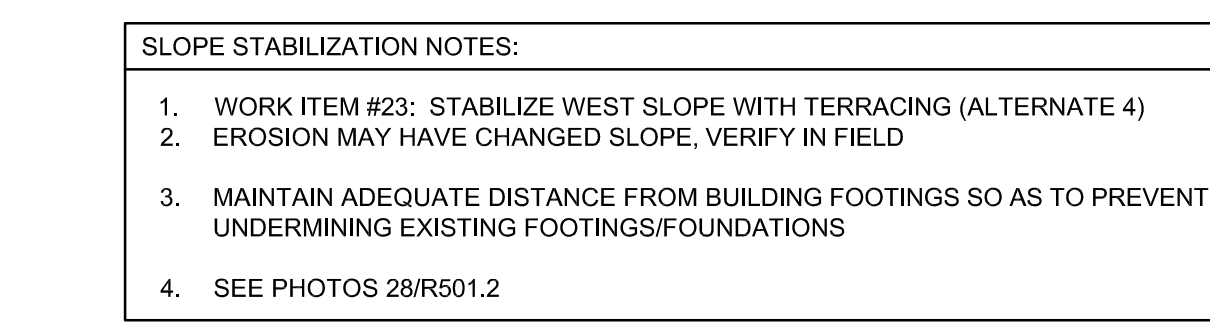 SLOPE STABILIZATION NOTES:
1. WORK ITEM #23: STABILIZE WEST SLOPE WITH TERRACING (ALTERNATE 4)
2. EROSION MAY HAVE CHANGED SLOPE, VERIFY IN FIELD
3. MAINTAIN ADEQUATE DISTANCE FROM BUILDING FOOTINGS SO AS TO PREVENT
UNDERMINING EXISTING FOOTINGS/FOUNDATIONS
4. SEE PHOTOS 28/R501.2